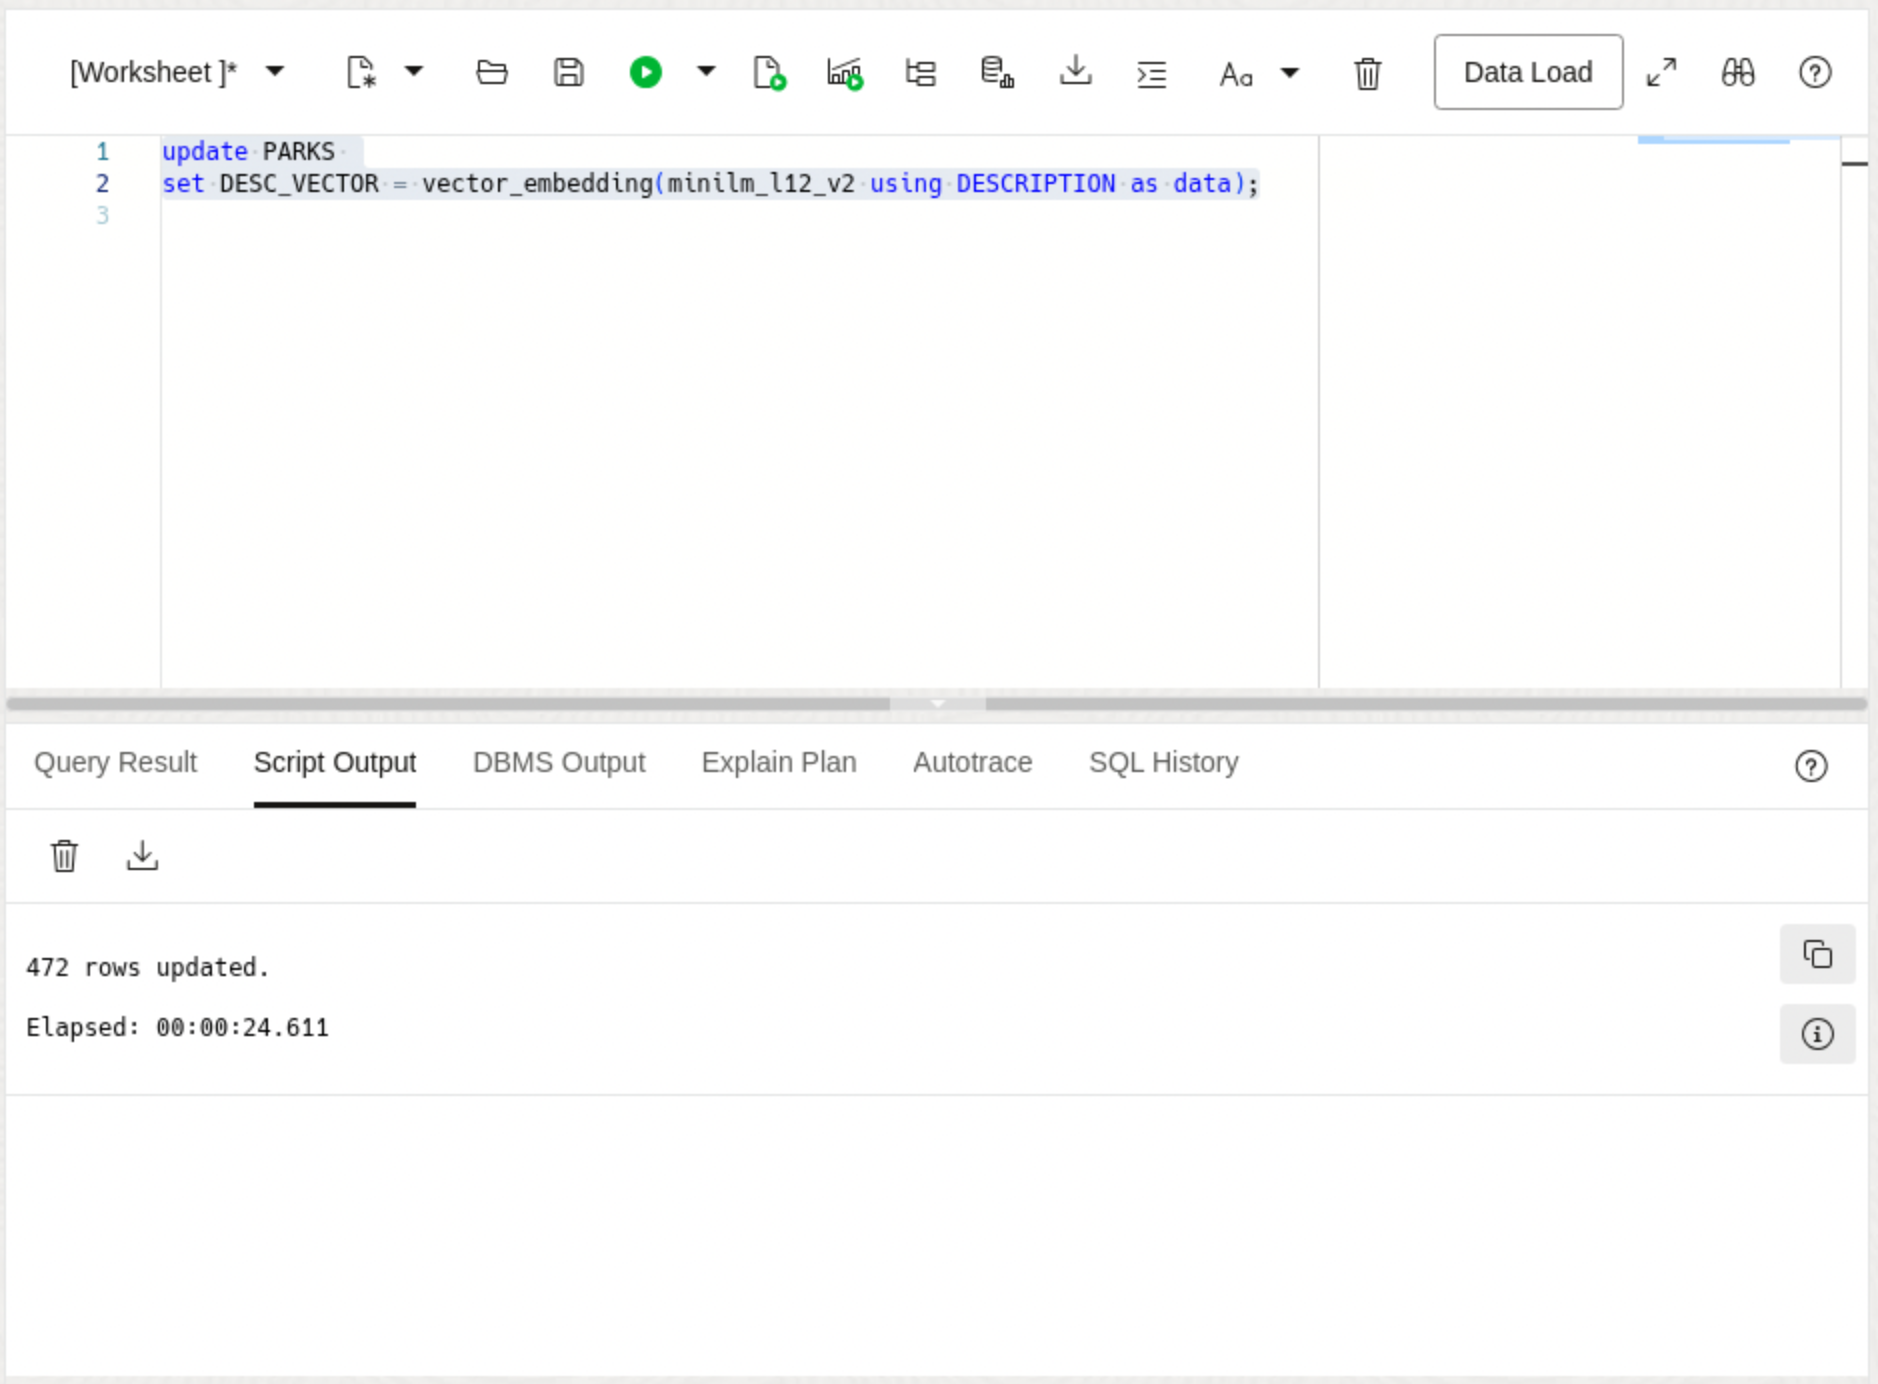 [Worksheet ]* Aa Data Load
1 update PARKS
2 set DESC_VECTOR = vector_embedding(minilm_l12_v2 using DESCRIPTION as data);
3
Query Result Script Output DBMS Output Explain Plan Autotrace SQL History
472 rows updated.
Elapsed: 00:00:24.611